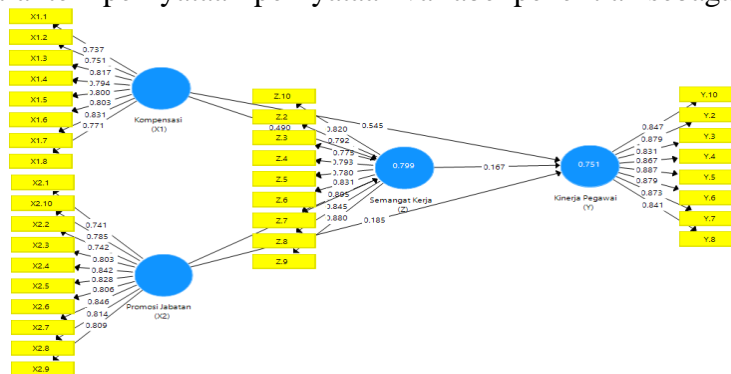 X1.1
X1.2
X1.3
X1.4
X1.5
X1.6
X1.7
X1.8
0.737
0.751
0.817
0.794
0.800
0.803
0.831
0.771
Kompensasi
(X1)
X2.1
X2.10
X2.2
X2.3
X2.4
X2.5
X2.6
X2.7
X2.8
X2.9
0.741
0.785
0.742
0.803
0.842
0.828
0.806
0.846
0.814
0.809
Promosi Jabatan
(X2)
Z.10
Z.2
Z.3
Z.4
Z.5
Z.6
Z.7
Z.8
Z.9
0.490
0.820
0.792
0.773
0.793
0.780
0.831
0.845
0.880
0.799
Semangat Kerja
(Z)
0.545
0.167
0.185
0.751
Kinerja Pegawai
(Y)
0.847
0.879
0.831
0.867
0.887
0.879
0.873
0.841
Y.10
Y.2
Y.3
Y.4
Y.5
Y.6
Y.7
Y.8